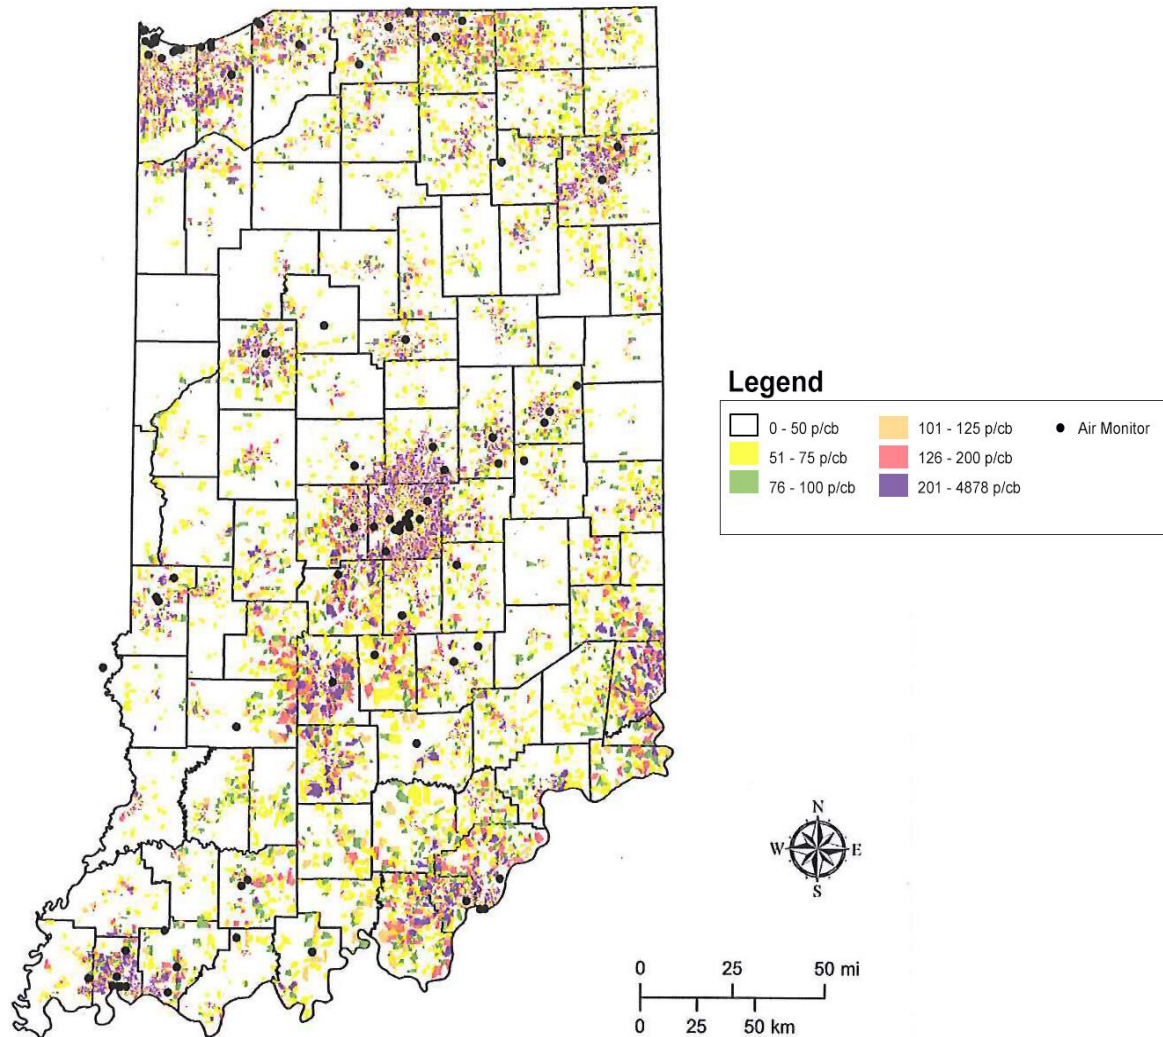 Legend
0 - 50 p/cb
101 - 125 p/cb
Air Monitor
51 - 75 p/cb
126 - 200 p/cb
76 - 100 p/cb
201 - 4878 p/cb
N
W E
S
0 25 50 mi
0 25 50 km